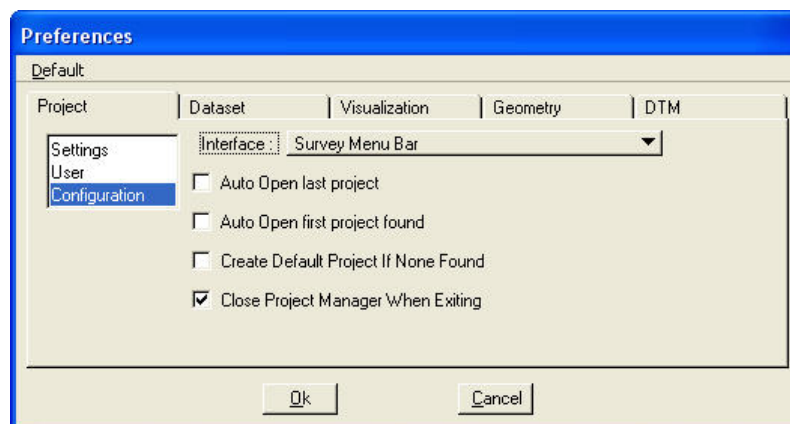 Preferences
Default
Project Dataset Visualization Geometry DTM
Settings
User
Configuration
Interface : Survey Menu Bar
Auto Open last project
Auto Open first project found
Create Default Project If None Found
Close Project Manager When Exiting
Ok Cancel